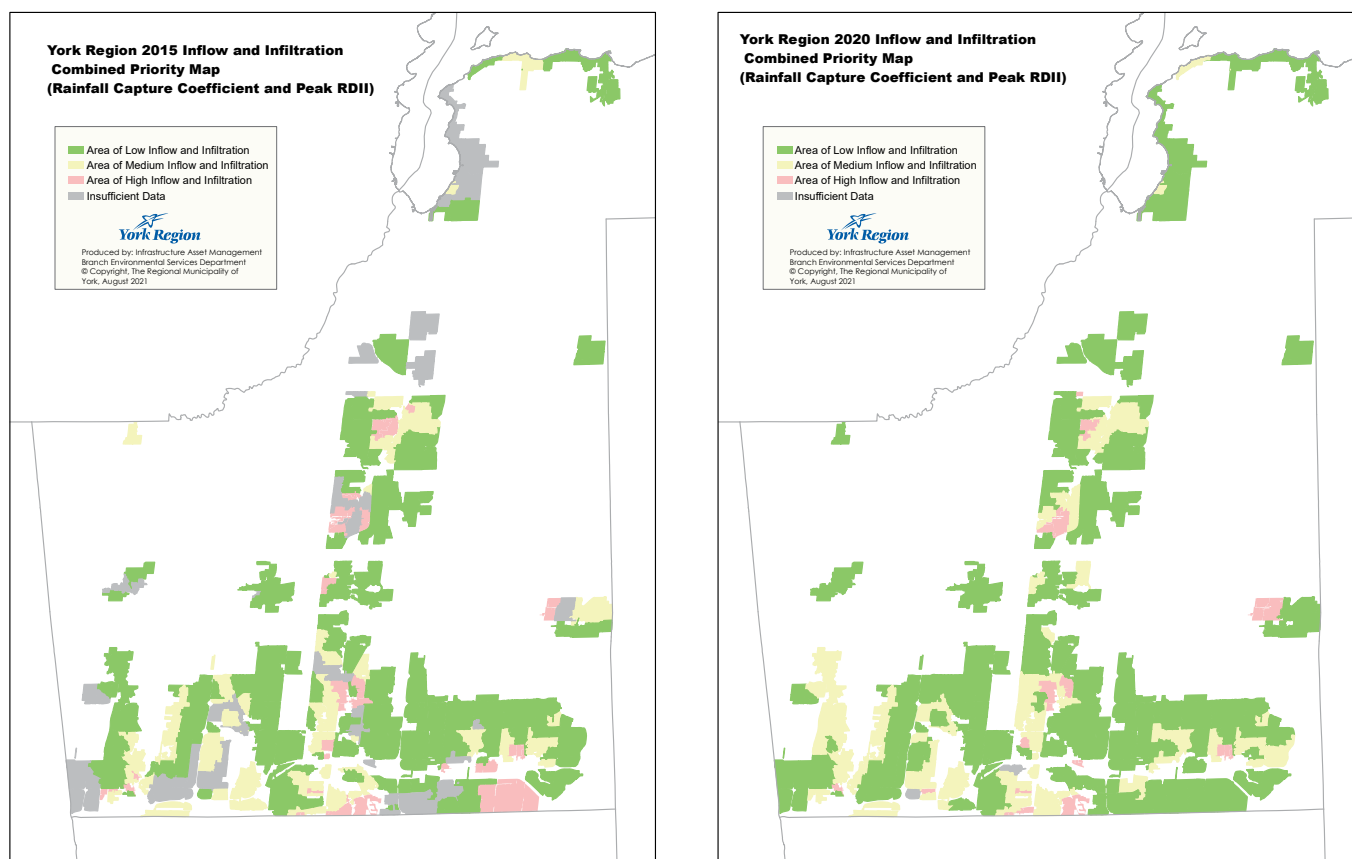 York Region 2015 Inflow and Infiltration
Combined Priority Map
(Rainfall Capture Coefficient and Peak RDII)
Area of Low Inflow and Infiltration
Area of Medium Inflow and Infiltration
Area of High Inflow and Infiltration
Insufficient Data
York Region
Produced by: Infrastructure Asset Management
Branch Environmental Services Department
© Copyright, The Regional Municipality of
York, August 2021
York Region 2020 Inflow and Infiltration
Combined Priority Map
(Rainfall Capture Coefficient and Peak RDII)
Area of Low Inflow and Infiltration
Area of Medium Inflow and Infiltration
Area of High Inflow and Infiltration
Insufficient Data
York Region
Produced by: Infrastructure Asset Management
Branch Environmental Services Department
© Copyright, The Regional Municipality of
York, August 2021